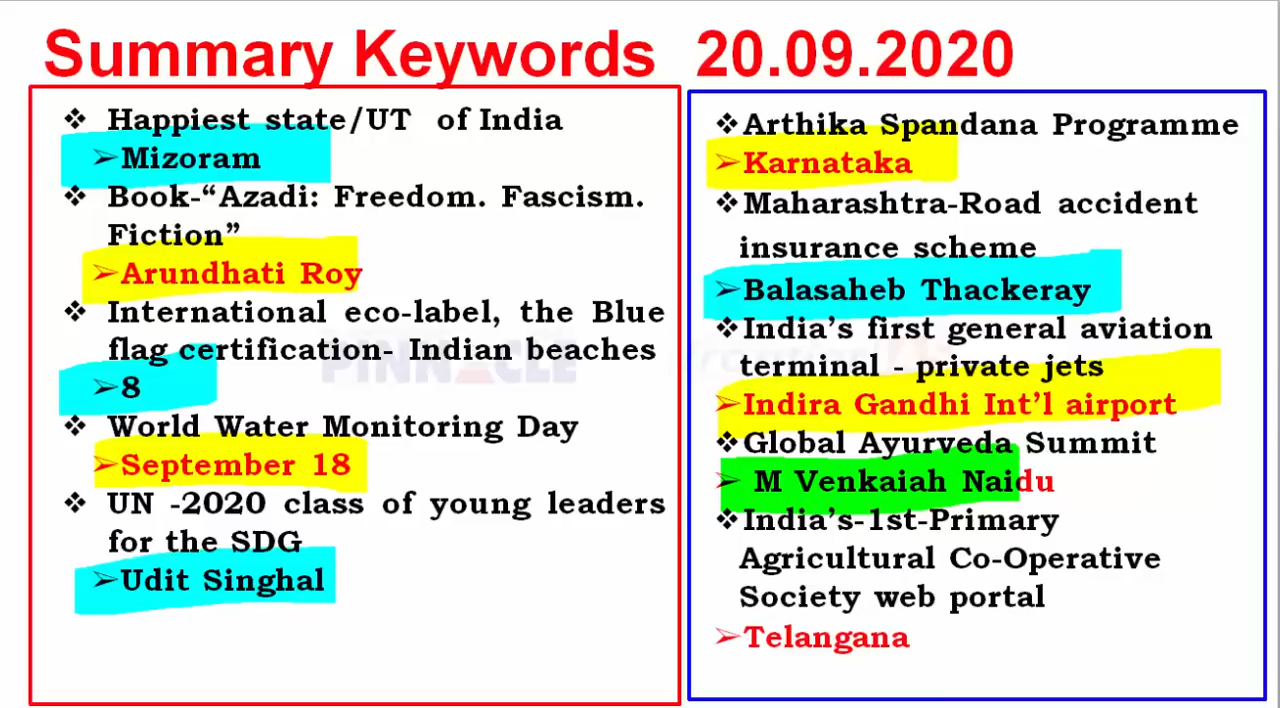 Summary Keywords 20.09.2020
❖ Happiest state/UT of India
➢Mizoram
❖ Book-“Azadi: Freedom. Fascism.
Fiction”
➢Arundhati Roy
❖ International eco-label, the Blue
flag certification- Indian beaches
➢8
❖ World Water Monitoring Day
➢September 18
❖ UN -2020 class of young leaders
for the SDG
➢Udit Singhal
❖Arthika Spandana Programme
➢Karnataka
❖Maharashtra-Road accident
insurance scheme
➢Balasaheb Thackeray
❖India’s first general aviation
terminal - private jets
➢Indira Gandhi Int’l airport
❖Global Ayurveda Summit
➢ M Venkaiah Naidu
❖India’s-1st-Primary
Agricultural Co-Operative
Society web portal
➢Telangana
PINNACLE